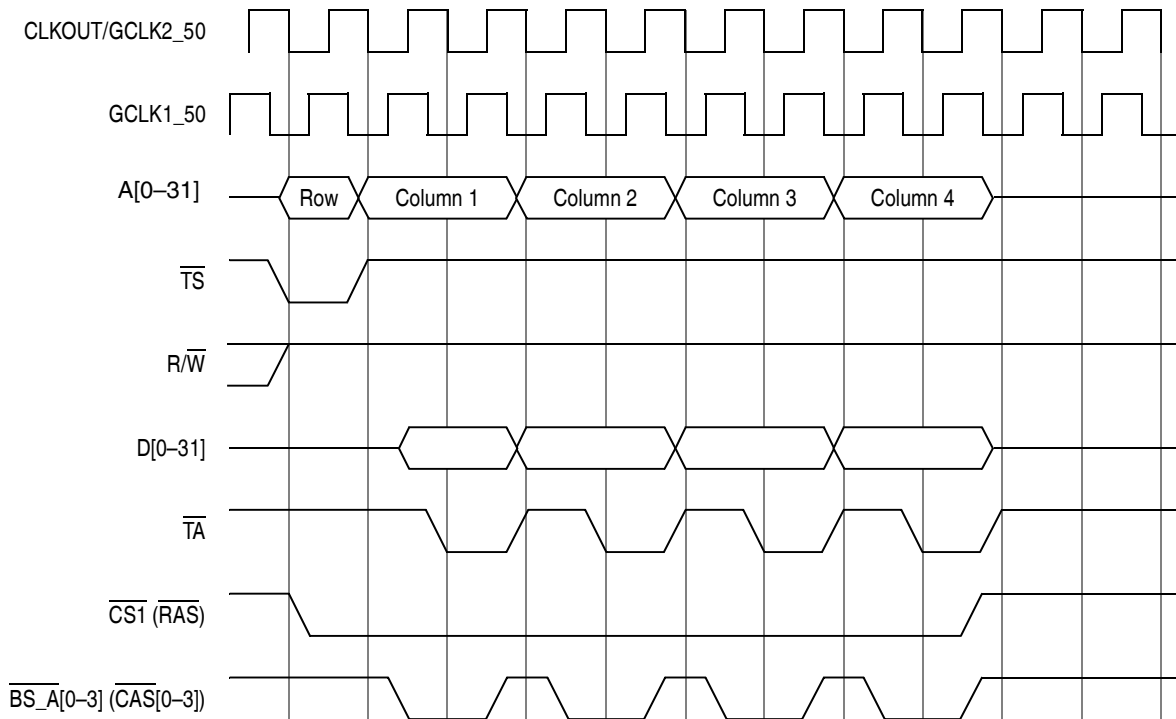 CLKOUT/GCLK2_50
GCLK1_50
A[0–31]
Row
Column 1
Column 2
Column 3
Column 4
TS
R/W
D[0–31]
TA
CS1 (RAS)
BS_A[0–3] (CAS[0–3])